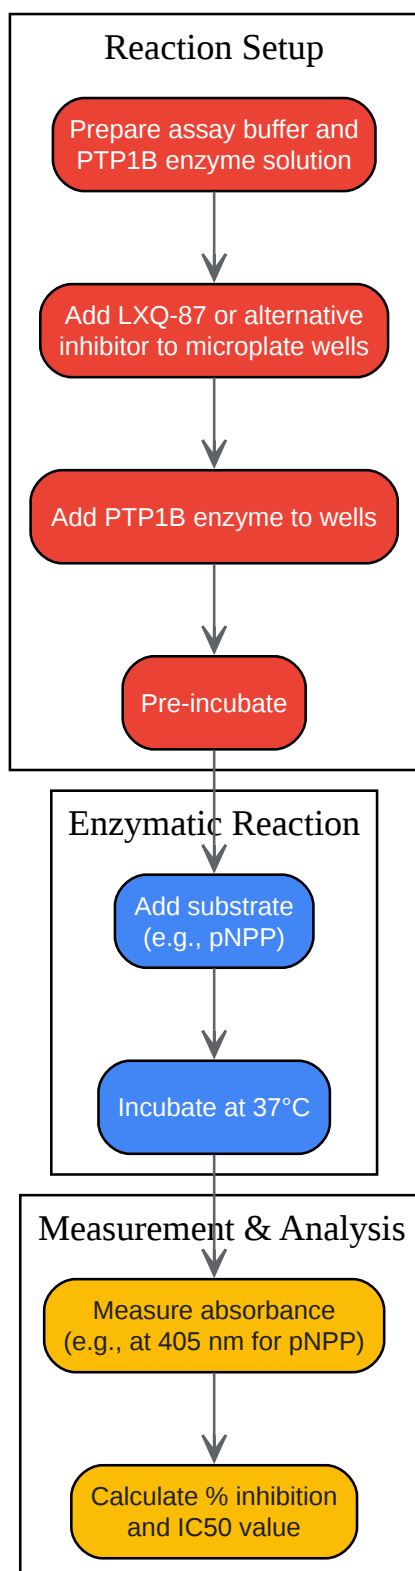 Reaction Setup
Prepare assay buffer and
PTP1B enzyme solution
Add LXQ-87 or alternative
inhibitor to microplate wells
Add PTP1B enzyme to wells
Pre-incubate
Enzymatic Reaction
Add substrate
(e.g., pNPP)
Incubate at 37°C
Measurement & Analysis
Measure absorbance
(e.g., at 405 nm for pNPP)
Calculate % inhibition
and IC50 value